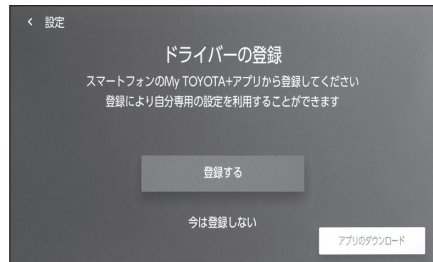 < 設定
ドライバーの登録
スマートフォンのMy TOYOTA+アプリから登録してください
登録により自分専用の設定を利用することができます
登録する
今は登録しない
アプリのダウンロード